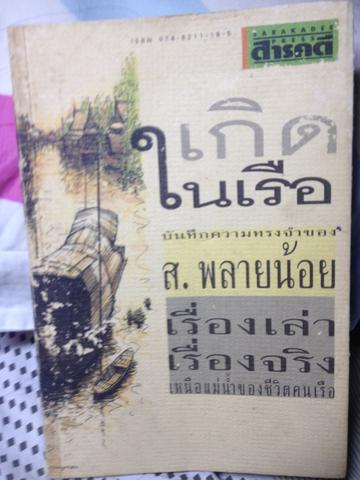 ISBN 974-8211-18-5
SARAKADEE
PRESS
สารคดี
เกิด
ในเรือ
บันทึกความทรงจำของ
ส. พลายน้อย
เรื่องเล่า
เรื่องจริง
เหนือแม่น้ำของชีวิตคนเรือ